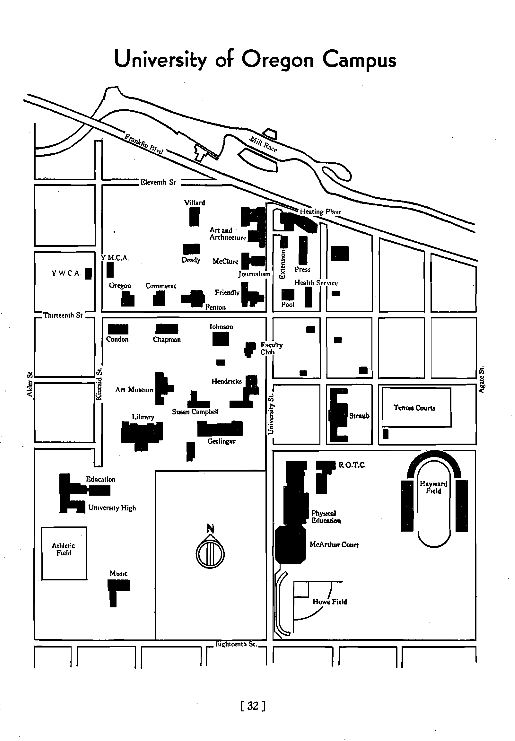 University of Oregon Campus
Franklin Blvd
Mill Race
Eleventh St
Villard
Art and
Architecture
Heating Plant
Deady
McClure
Journalism
Extension
Press
Y.M.C.A.
Y W C A
Oregon
Commerce
Friendly
Fenton
Health Service
Pool
Thirteenth St
Condon
Chapman
Johnson
Faculty
Club
Alder St
Kincaid St.
Art Museum
Hendricks
Susan Campbell
University St.
Straub
Tennis Courts
Agate St.
Library
Gerlinger
Education
University High
R.O.T.C.
Hayward
Field
Physical
Education
N
Athletic
Field
McArthur Court
Music
Howe Field
Eighteenth St.
[ 32 ]